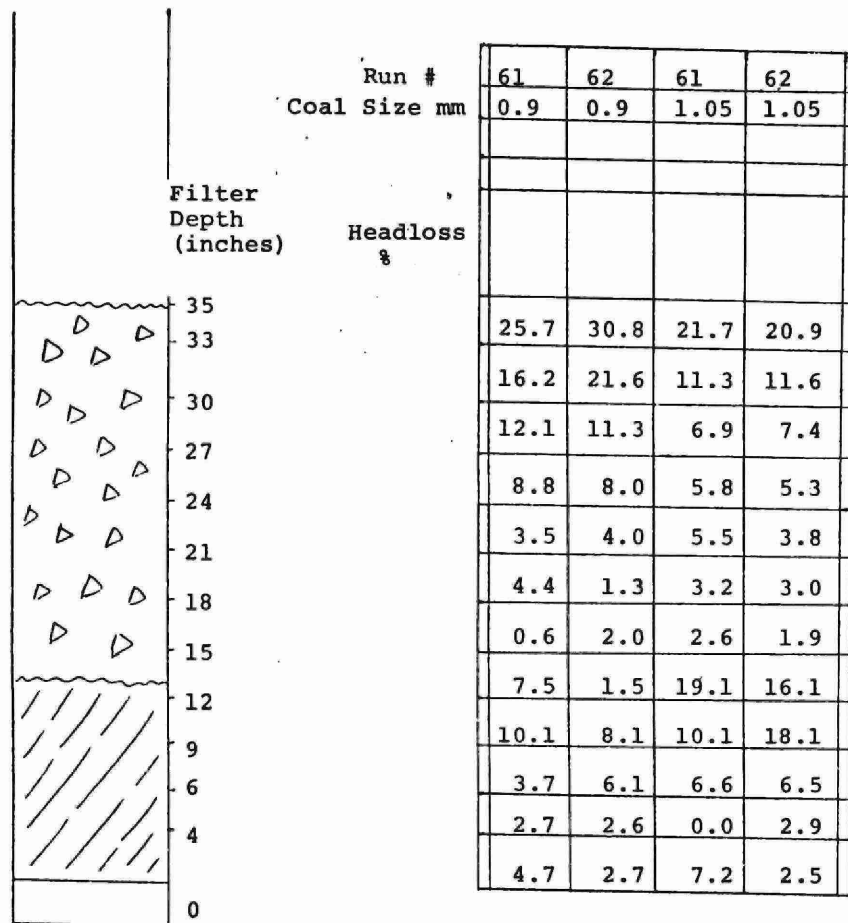 Run # 61 62 61 62
Coal Size mm 0.9 0.9 1.05 1.05
Filter
Depth
(inches)
Headloss
%
35
33
25.7 30.8 21.7 20.9
16.2 21.6 11.3 11.6
30
12.1 11.3 6.9 7.4
27
8.8 8.0 5.8 5.3
24
3.5 4.0 5.5 3.8
21
4.4 1.3 3.2 3.0
18
0.6 2.0 2.6 1.9
15
7.5 1.5 19.1 16.1
12
10.1 8.1 10.1 18.1
9
3.7 6.1 6.6 6.5
6
2.7 2.6 0.0 2.9
4
4.7 2.7 7.2 2.5
0